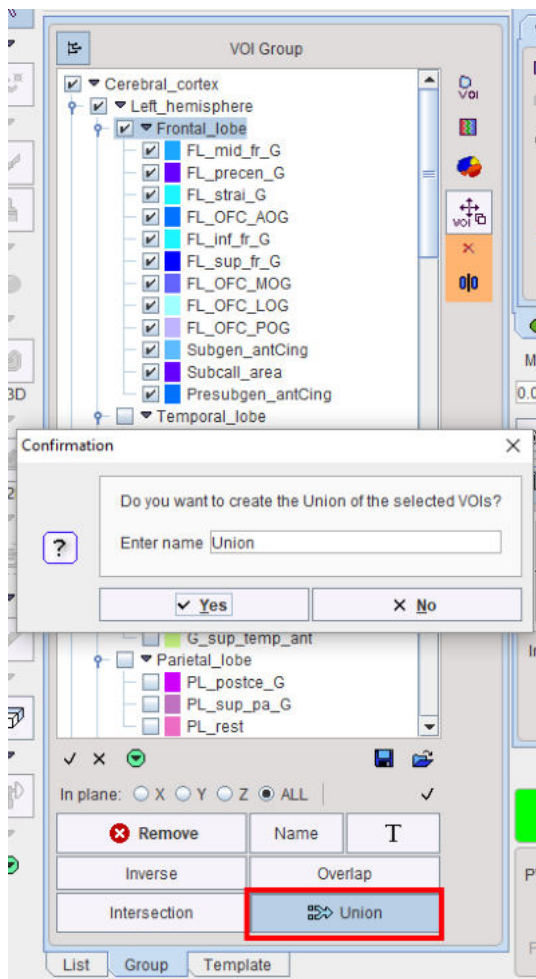 VOI Group
Cerebral_cortex
Left_hemisphere
Frontal_lobe
FL_mid_fr_G
FL_precen_G
FL_strai_G
FL_OFC_AOG
FL_inf_fr_G
FL_sup_fr_G
FL_OFC_MOG
FL_OFC_LOG
FL_OFC_POG
Subgen_antCing
Subcall_area
Presubgen_antCing
Temporal_lobe
VOI
VOI
3D
Confirmation
Do you want to create the Union of the selected VOIs?
Enter name Union
Yes
No
G_sup_temp_ant
Parietal_lobe
PL_postce_G
PL_sup_pa_G
PL_rest
In plane: X Y Z ALL
Remove Name T
Inverse Overlap
Intersection Union
List Group Template